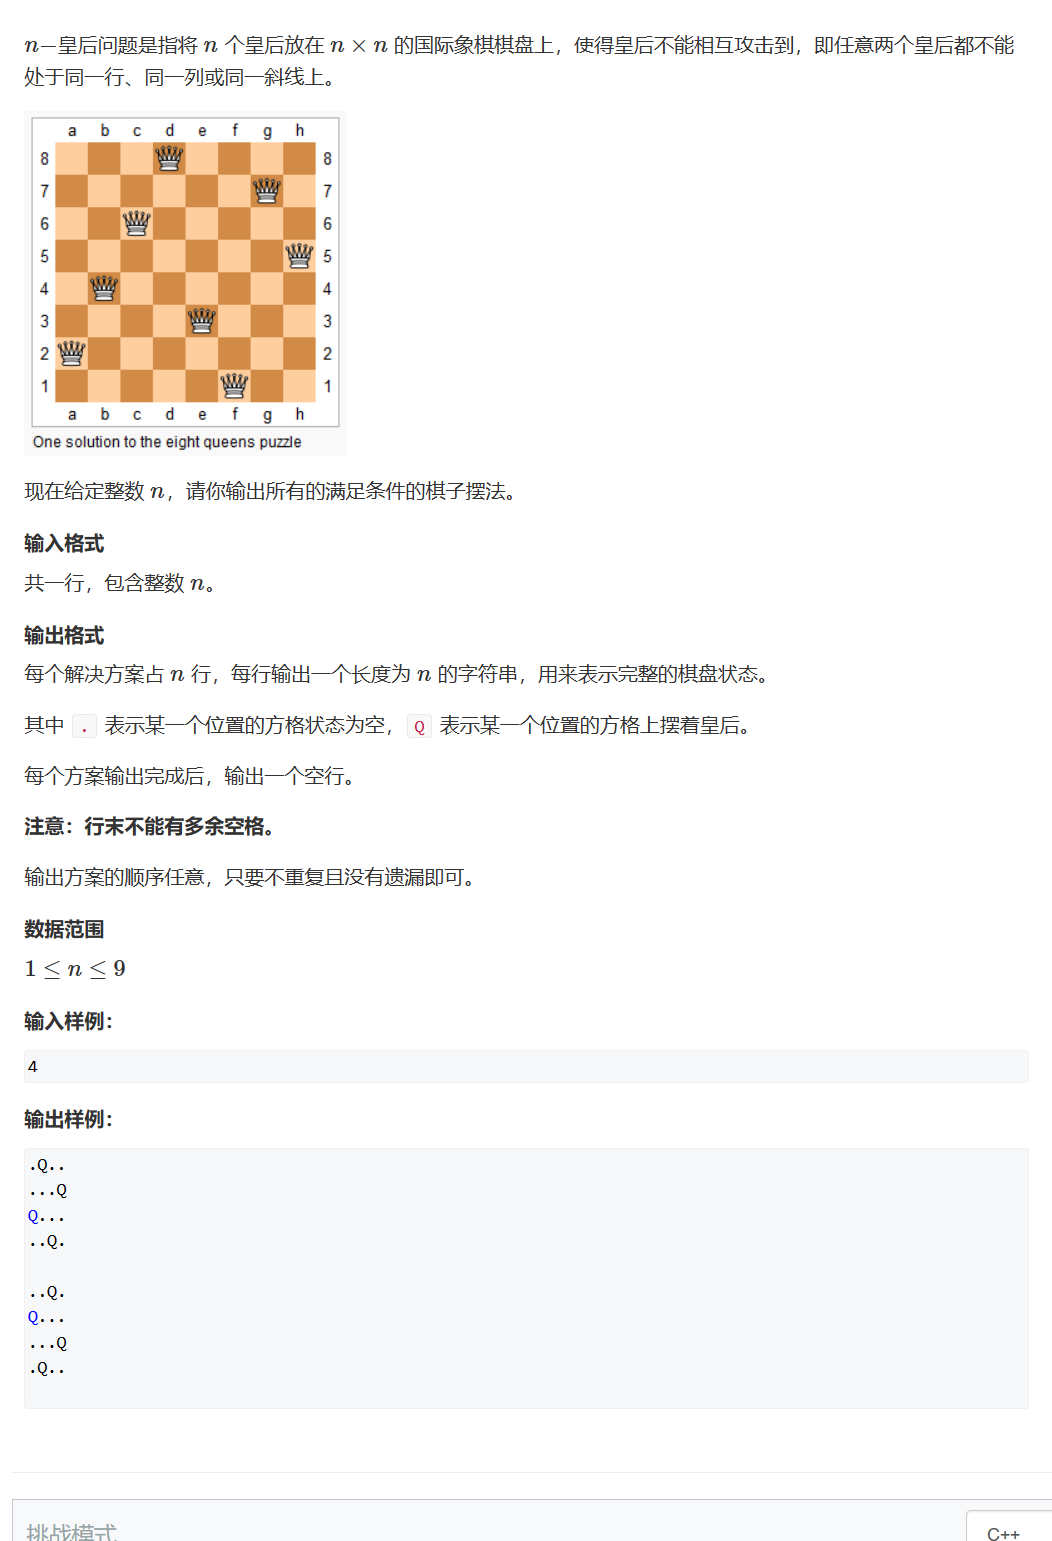 n−皇后问题是指将 n 个皇后放在 n × n 的国际象棋棋盘上，使得皇后不能相互攻击到，即任意两个皇后都不能
处于同一行、同一列或同一斜线上。
a b c d e f g h
8 8
7 7
6 6
5 5
4 4
3 3
2 2
1 1
a b c d e f g h
One solution to the eight queens puzzle
现在给定整数 n，请你输出所有的满足条件的棋子摆法。
输入格式
共一行，包含整数 n。
输出格式
每个解决方案占 n 行，每行输出一个长度为 n 的字符串，用来表示完整的棋盘状态。
其中 . 表示某一个位置的方格状态为空，Q 表示某一个位置的方格上摆着皇后。
每个方案输出完成后，输出一个空行。
注意：行末不能有多余空格。
输出方案的顺序任意，只要不重复且没有遗漏即可。
数据范围
1 ≤ n ≤ 9
输入样例：
4
输出样例：
.Q..
...Q
Q...
..Q.
..Q.
Q...
...Q
.Q..
挑战模式
C++